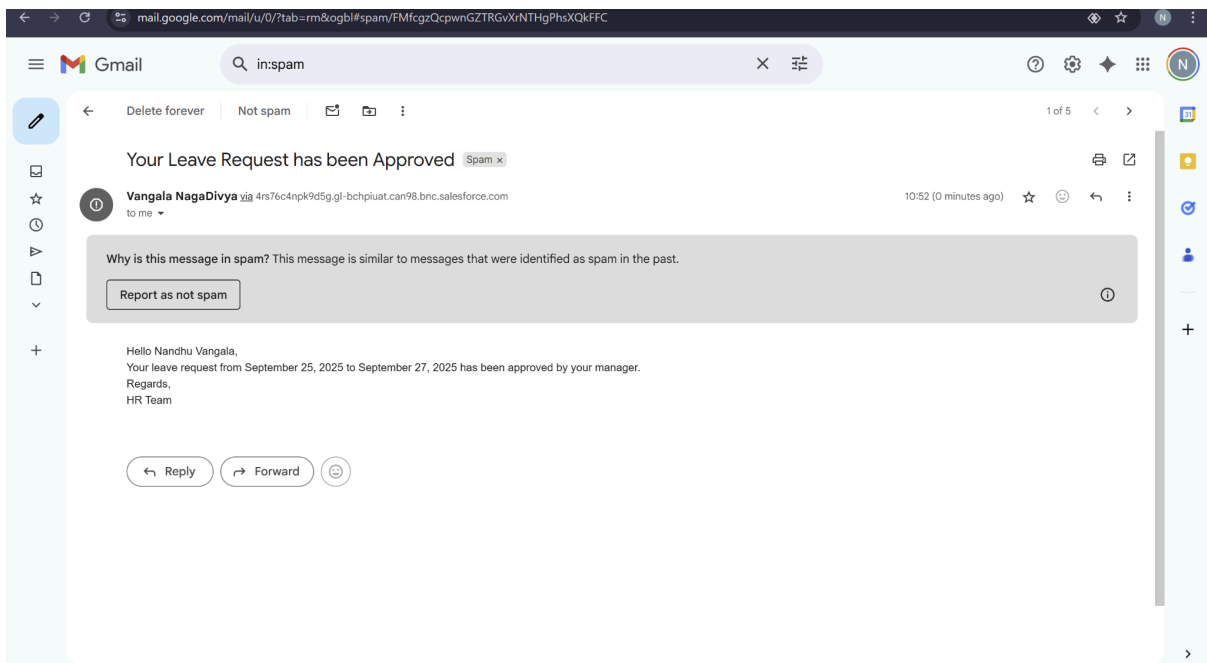 mail.google.com/mail/u/0/?tab=rm&ogbl#spam/FMfcgzQcpwnGZTRGvXrNTHgPhsXQkFFC
N
Gmail
in:spam
N
Delete forever
Not spam
1 of 5
31
Your Leave Request has been Approved
Spam ×
Vangala NagaDivya via 4rs76c4npk9d5g.gl-bchpiuat.can98.bnc.salesforce.com
10:52 (0 minutes ago)
to me
Why is this message in spam? This message is similar to messages that were identified as spam in the past.
Report as not spam
Hello Nandhu Vangala,
Your leave request from September 25, 2025 to September 27, 2025 has been approved by your manager.
Regards,
HR Team
Reply
Forward